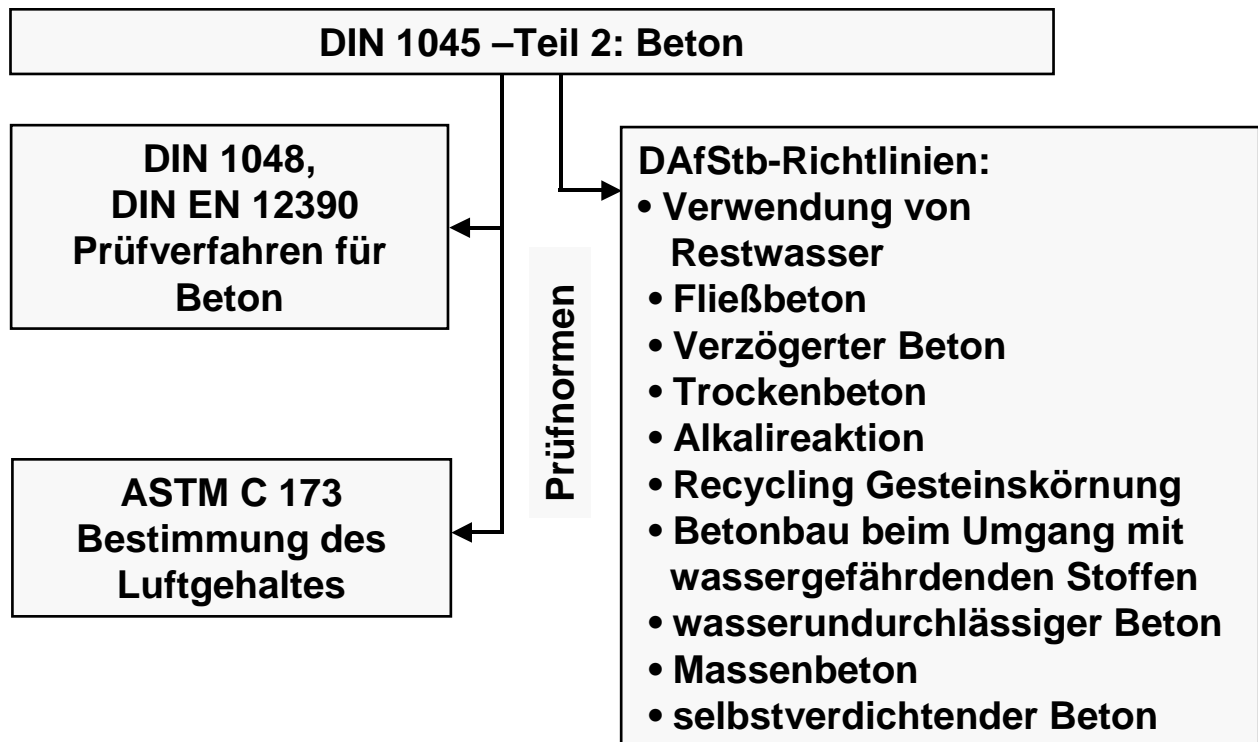 DIN 1045 –Teil 2: Beton
DIN 1048,
DIN EN 12390
Prüfverfahren für
Beton
ASTM C 173
Bestimmung des
Luftgehaltes
Prüfnormen
DAfStb-Richtlinien:
• Verwendung von
Restwasser
• Fließbeton
• Verzögerter Beton
• Trockenbeton
• Alkalireaktion
• Recycling Gesteinskörnung
• Betonbau beim Umgang mit
wassergefährdenden Stoffen
• wasserundurchlässiger Beton
• Massenbeton
• selbstverdichtender Beton